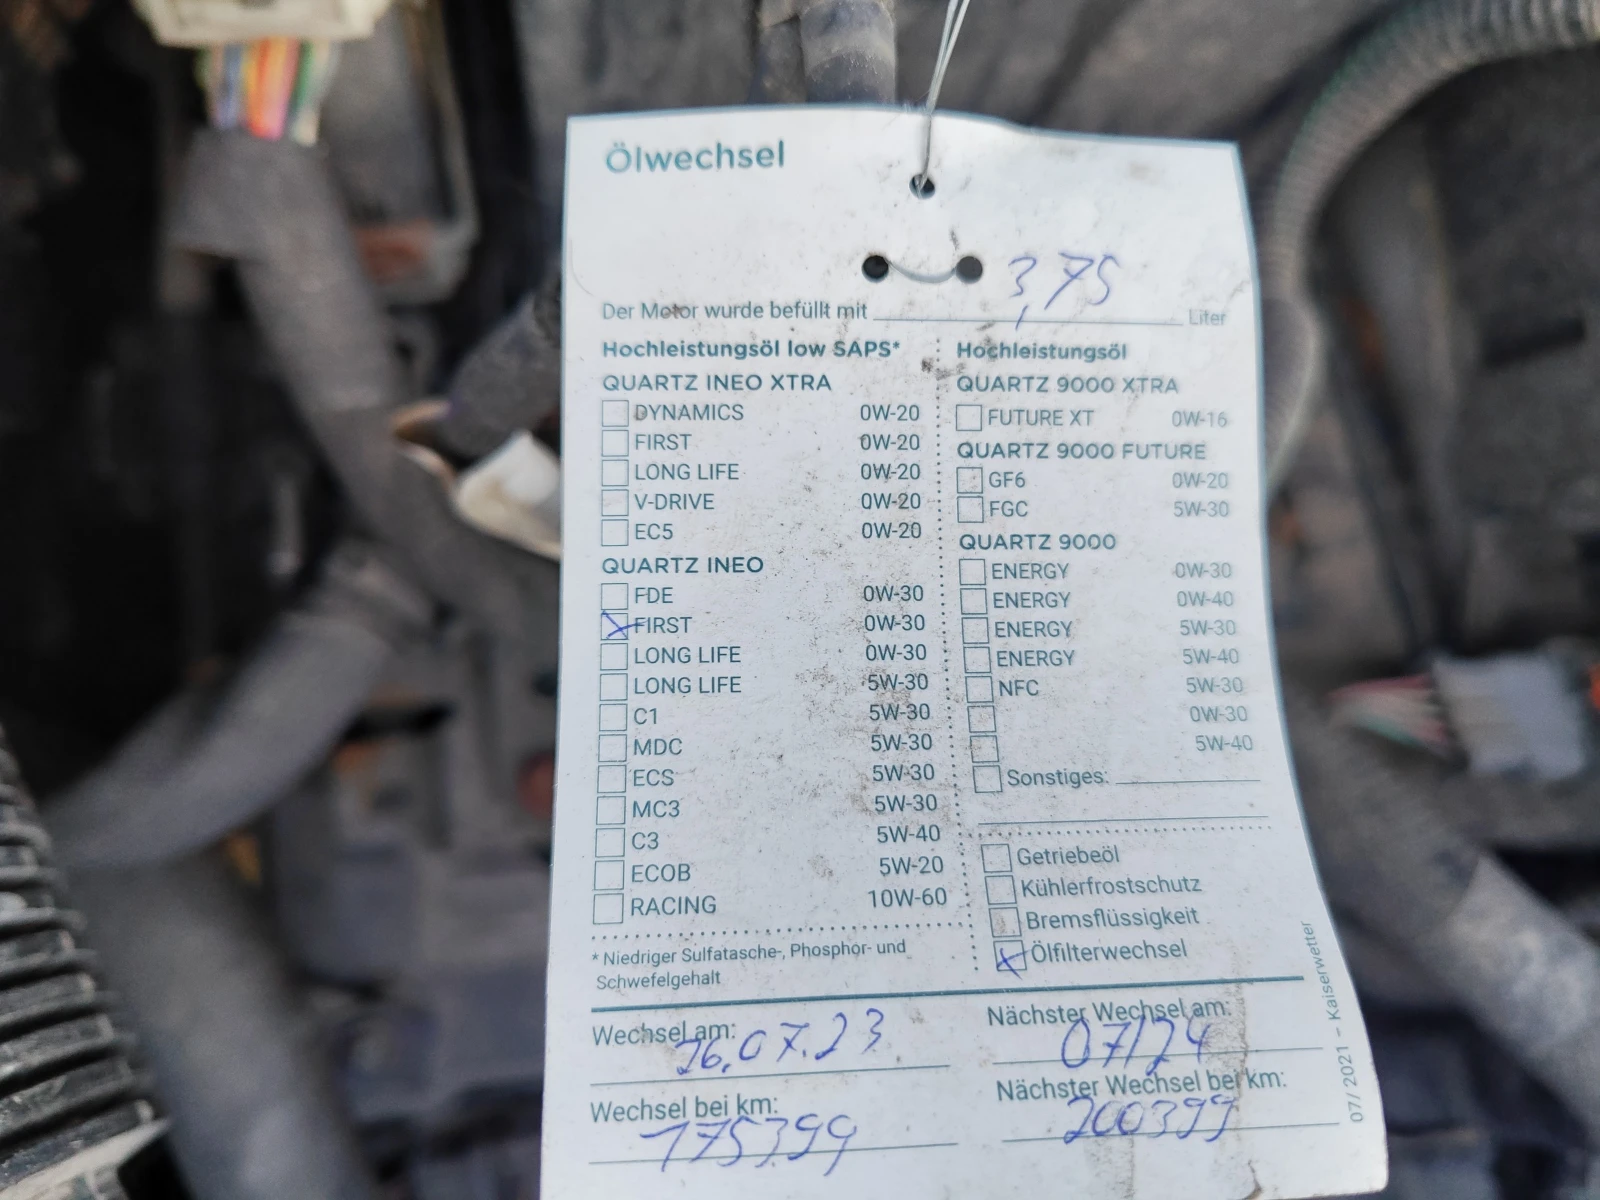 Ölwechsel
Der Motor wurde befüllt mit 3,75 Liter
Hochleistungsöl low SAPS*
QUARTZ INEO XTRA
DYNAMICS 0W-20
FIRST 0W-20
LONG LIFE 0W-20
V-DRIVE 0W-20
EC5 0W-20
QUARTZ INEO
FDE 0W-30
FIRST 0W-30
LONG LIFE 0W-30
LONG LIFE 5W-30
C1 5W-30
MDC 5W-30
ECS 5W-30
MC3 5W-30
C3 5W-40
ECOB 5W-20
RACING 10W-60
* Niedriger Sulfatasche-, Phosphor- und
Schwefelgehalt
Hochleistungsöl
QUARTZ 9000 XTRA
FUTURE XT 0W-16
QUARTZ 9000 FUTURE
GF6 0W-20
FGC 5W-30
QUARTZ 9000
ENERGY 0W-30
ENERGY 0W-40
ENERGY 5W-30
ENERGY 5W-40
NFC 5W-30
0W-30
5W-40
Sonstiges:
Getriebeöl
Kühlerfrostschutz
Bremsflüssigkeit
Ölfilterwechsel
Wechsel am: 26.07.23
Nächster Wechsel am: 07/24
Wechsel bei km: 175399
Nächster Wechsel bei km: 200399
07/2021 – Kaiserwetter